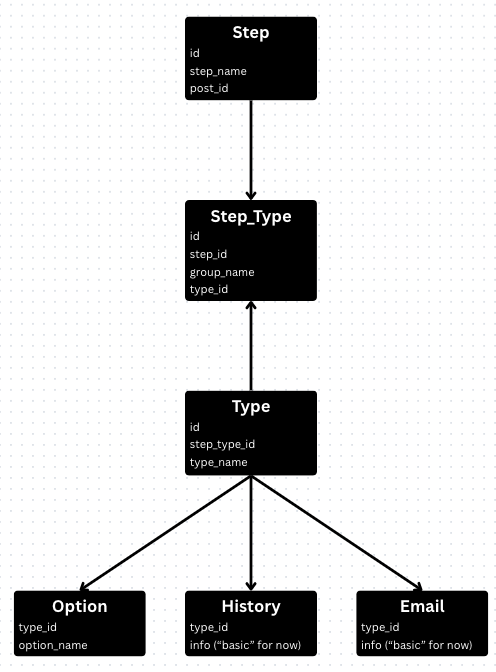 Step
id
step_name
post_id
Step_Type
id
step_id
group_name
type_id
Type
id
step_type_id
type_name
Option
type_id
option_name
History
type_id
info (“basic” for now)
Email
type_id
info (“basic” for now)